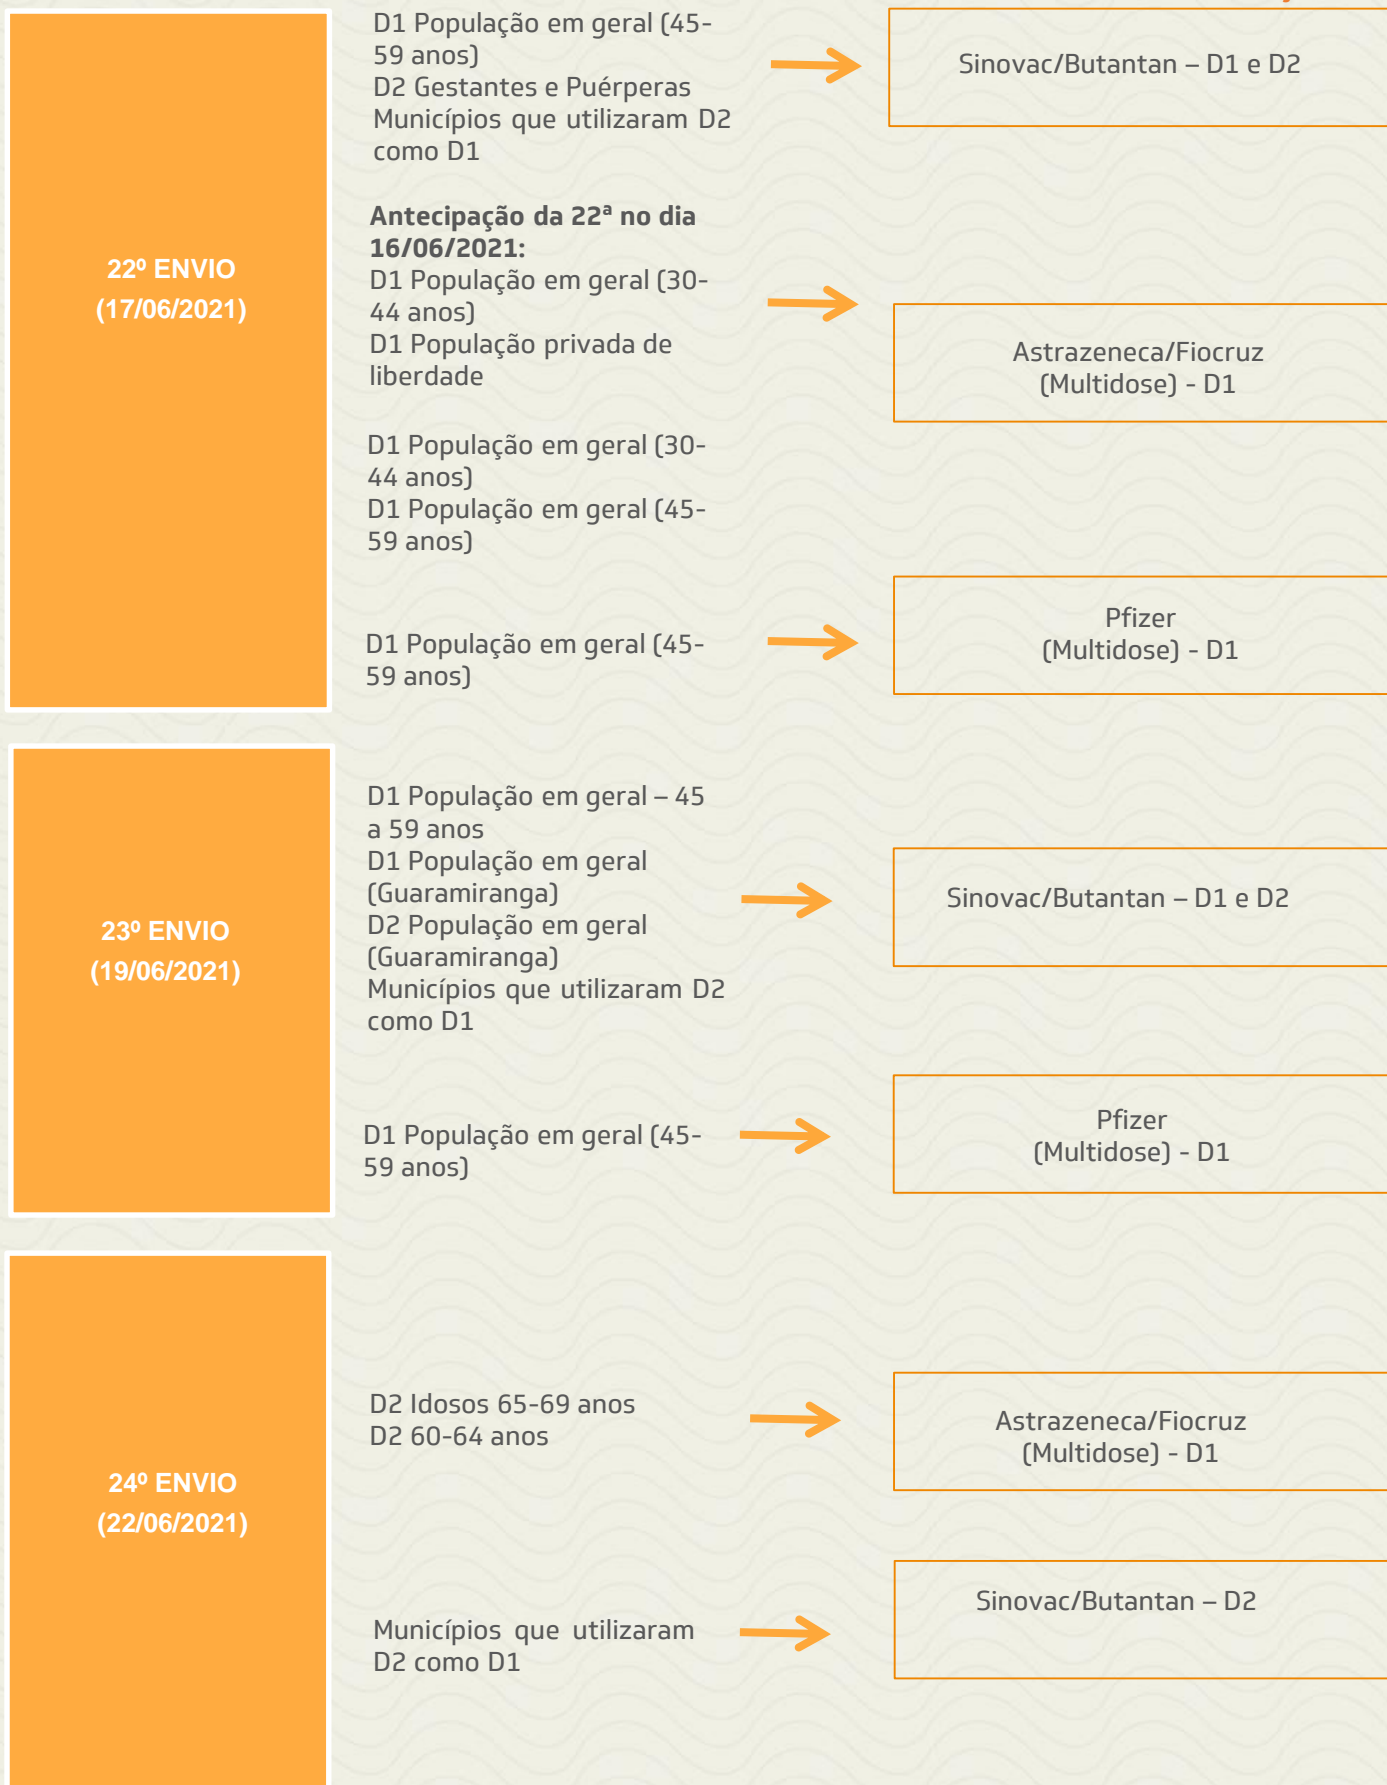 D1 População em geral (45-
59 anos)
D2 Gestantes e Puérperas
Municípios que utilizaram D2
como D1
Sinovac/Butantan – D1 e D2
22º ENVIO
(17/06/2021)
Antecipação da 22ª no dia
16/06/2021:
D1 População em geral (30-
44 anos)
D1 População privada de
liberdade
Astrazeneca/Fiocruz
(Multidose) - D1
D1 População em geral (30-
44 anos)
D1 População em geral (45-
59 anos)
D1 População em geral (45-
59 anos)
Pfizer
(Multidose) - D1
23º ENVIO
(19/06/2021)
D1 População em geral – 45
a 59 anos
D1 População em geral
(Guaramiranga)
D2 População em geral
(Guaramiranga)
Municípios que utilizaram D2
como D1
Sinovac/Butantan – D1 e D2
D1 População em geral (45-
59 anos)
Pfizer
(Multidose) - D1
24º ENVIO
(22/06/2021)
D2 Idosos 65-69 anos
D2 60-64 anos
Astrazeneca/Fiocruz
(Multidose) - D1
Municípios que utilizaram
D2 como D1
Sinovac/Butantan – D2